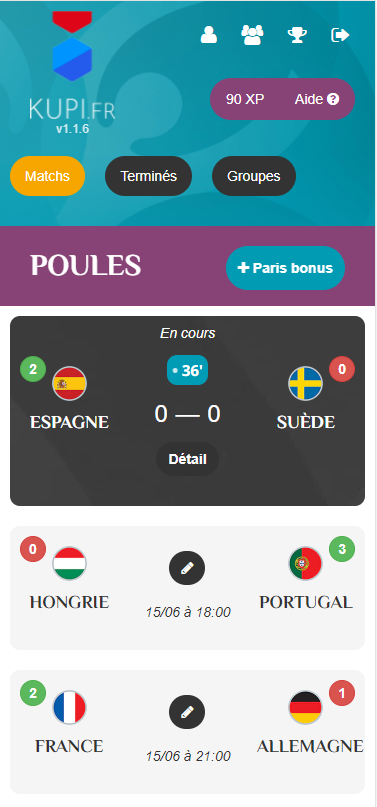 KUPI.FR
v1.1.6
90 XP
Aide ?
Matchs
Terminés
Groupes
POULES
+ Paris bonus
En cours
2
• 36'
0
ESPAGNE
0 — 0
SUÈDE
Détail
0
3
HONGRIE
15/06 à 18:00
PORTUGAL
2
1
FRANCE
15/06 à 21:00
ALLEMAGNE